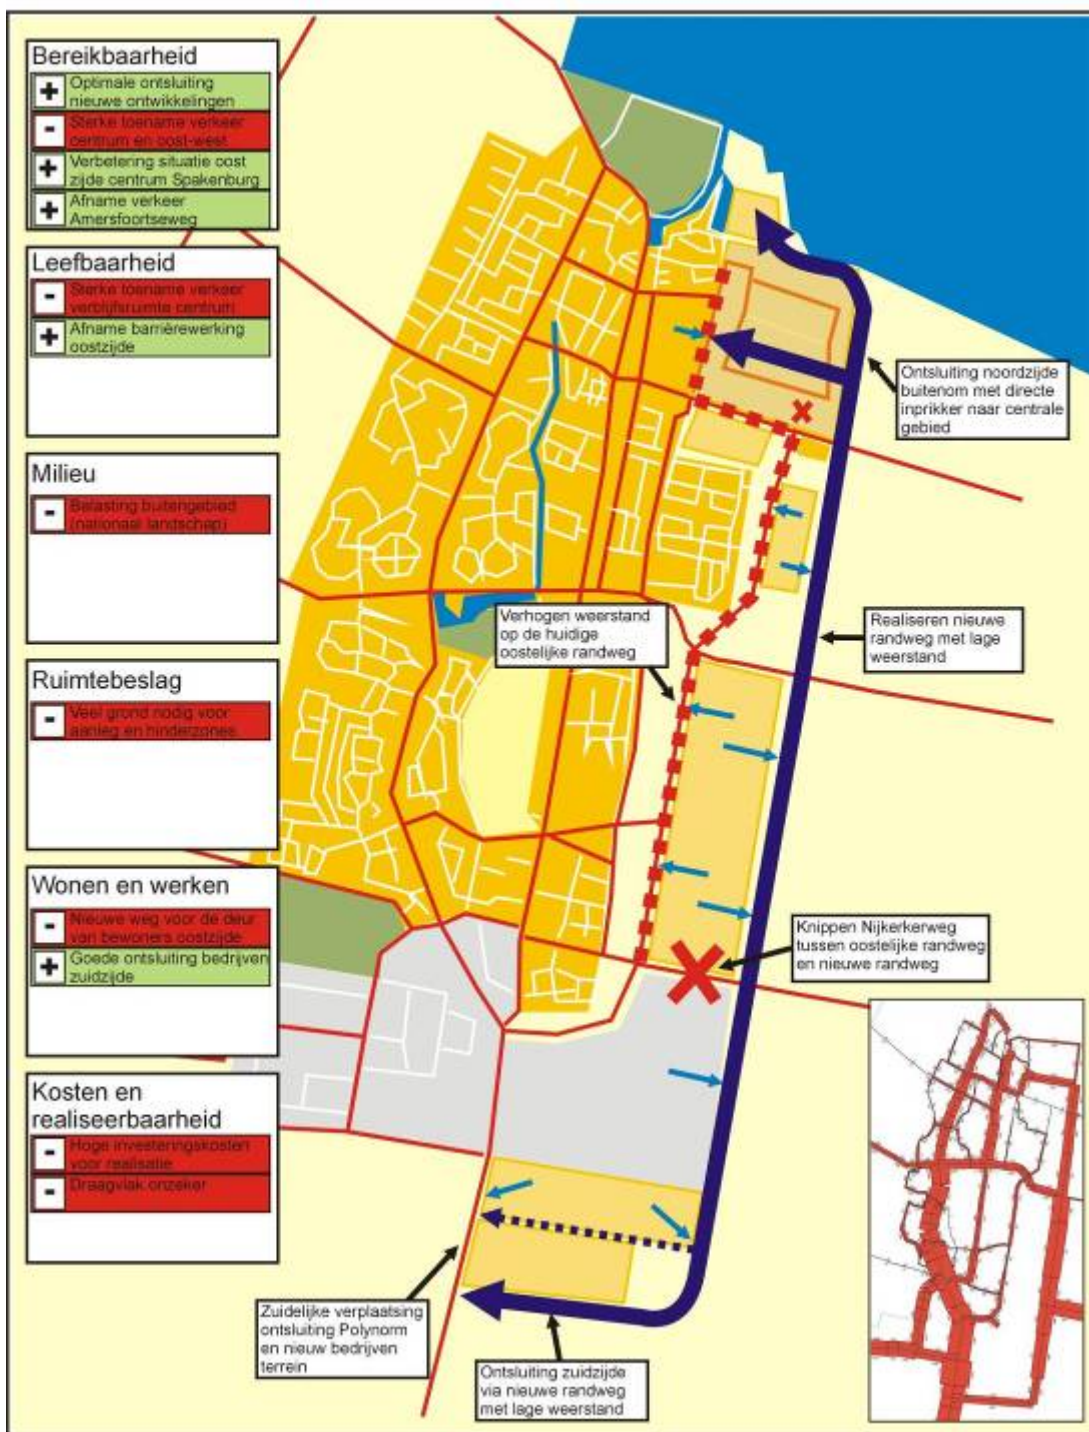 Bereikbaarheid
+ Optimale ontsluiting
nieuwe ontwikkelingen
- Sterke toename verkeer
centrum en oost-west
+ Verbetering situatie oost
zijde centrum Spakenburg
+ Afname verkeer
Amersfoortseweg
Leefbaarheid
- Sterke toename verkeer
verblijfsruimte centrum
+ Afname barrièrewerking
oostzijde
Milieu
- Belasting buitengebied
(nationaal landschap)
Ruimtebeslag
- Veel grond nodig voor
aanleg en hinderzones
Wonen en werken
- Nieuwe weg voor de deur
van bewoners oostzijde
+ Goede ontsluiting bedrijven
zuidzijde
Kosten en
realiseerbaarheid
- Hoge investeringskosten
voor realisatie
- Draagvlak onzeker
Ontsluiting noordzijde
buitenom met directe
inprikker naar centrale
gebied
Verhogen weerstand
op de huidige
oostelijke randweg
Realiseren nieuwe
randweg met lage
weerstand
Knippen Nijkerkerweg
tussen oostelijke randweg
en nieuwe randweg
Zuidelijke verplaatsing
ontsluiting Polynorm
en nieuw bedrijven
terrein
Ontsluiting zuidzijde
via nieuwe randweg
met lage weerstand